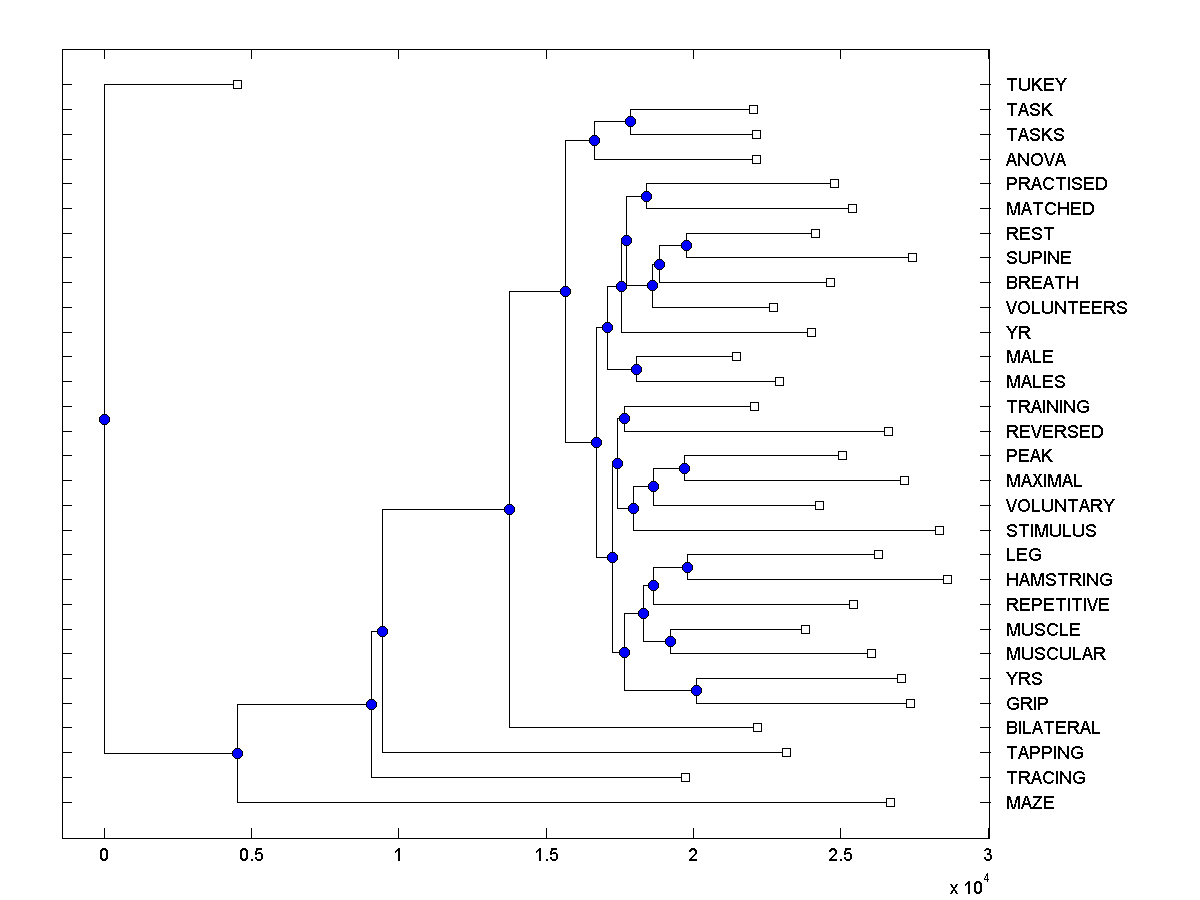 TUKEY
TASK
TASKS
ANOVA
PRACTISED
MATCHED
REST
SUPINE
BREATH
VOLUNTEERS
YR
MALE
MALES
TRAINING
REVERSED
PEAK
MAXIMAL
VOLUNTARY
STIMULUS
LEG
HAMSTRING
REPETITIVE
MUSCLE
MUSCULAR
YRS
GRIP
BILATERAL
TAPPING
TRACING
MAZE
0 0.5 1 1.5 2 2.5 3
x 10^4